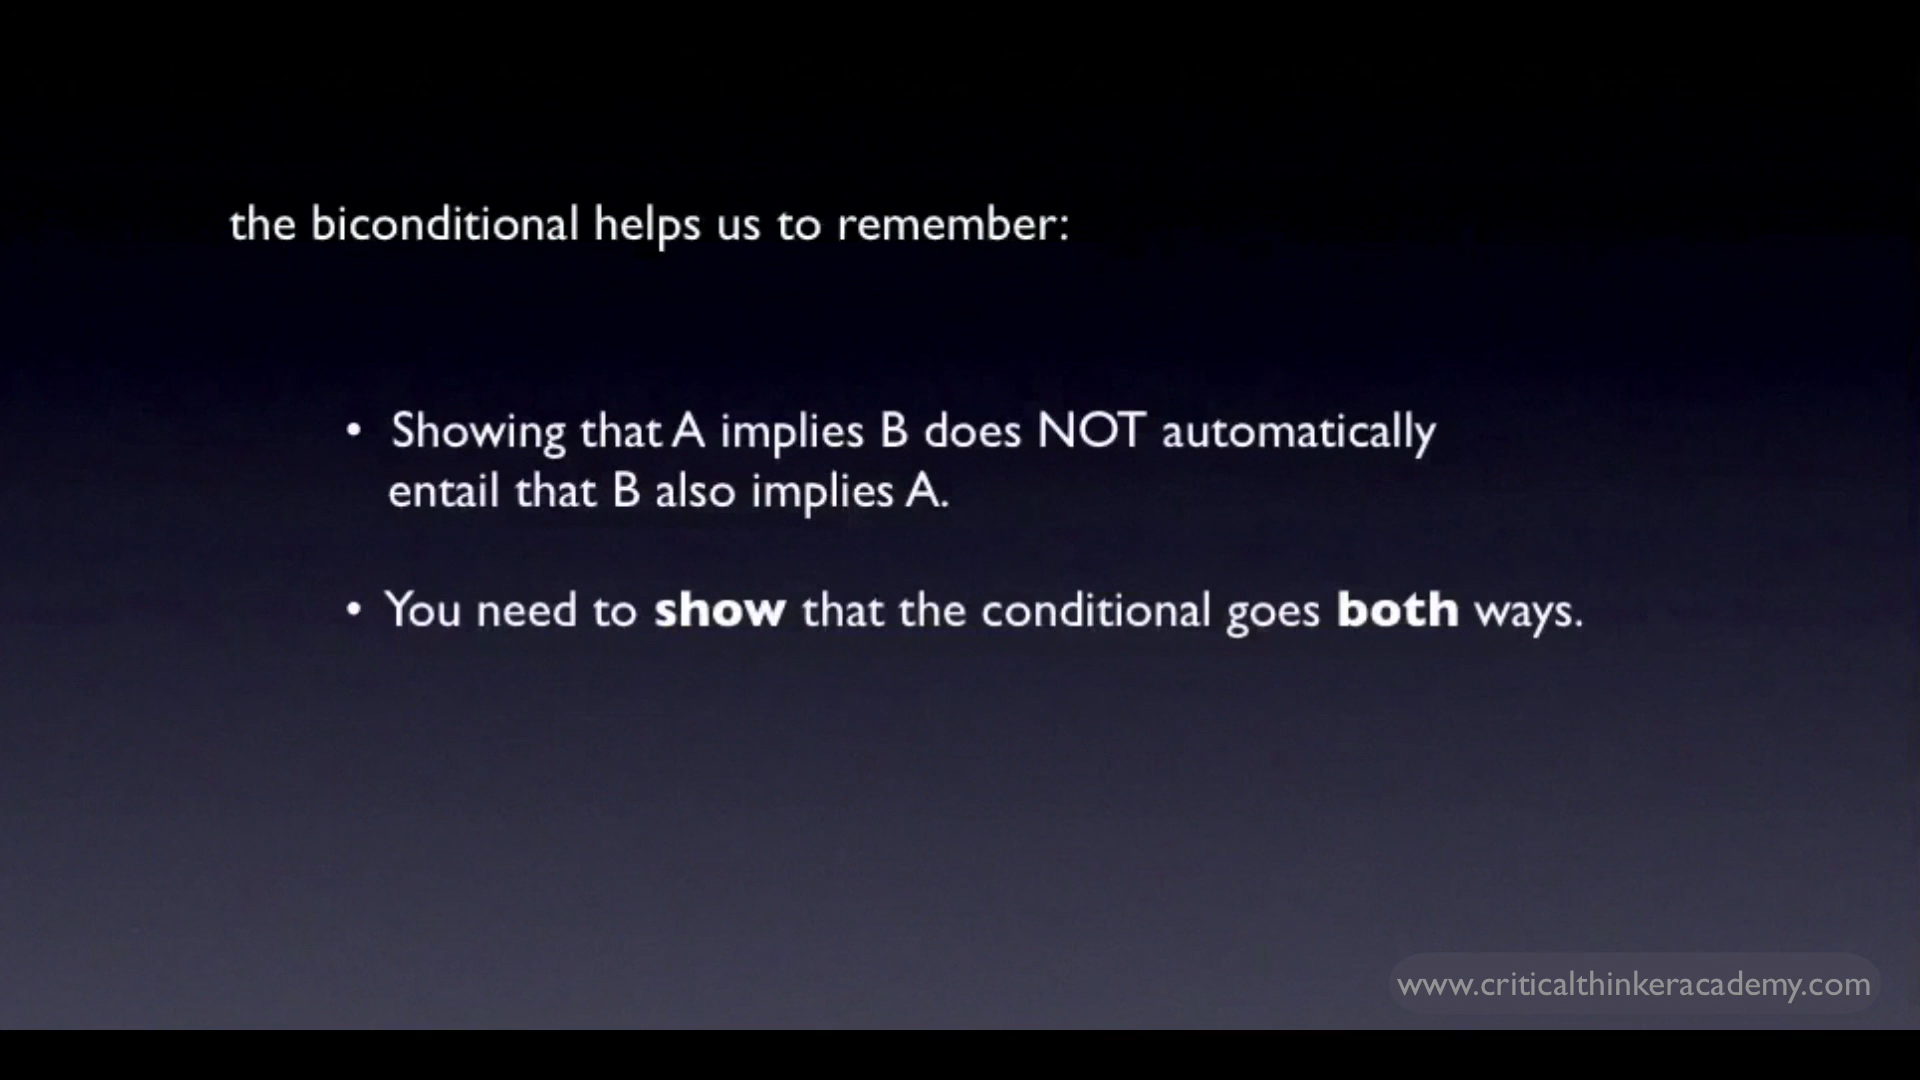 the biconditional helps us to remember:
• Showing that A implies B does NOT automatically
entail that B also implies A.
• You need to show that the conditional goes both ways.
www.criticalthinkeracademy.com